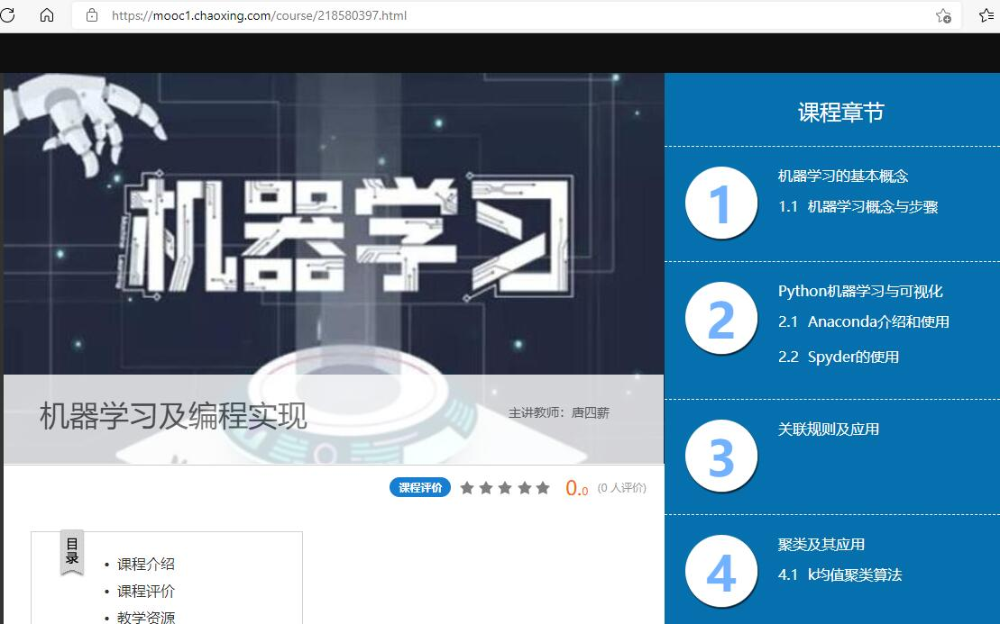 https://mooc1.chaoxing.com/course/218580397.html
机器学习
机器学习及编程实现
主讲教师：唐四薪
课程评价
0.0
(0 人评价)
目录
• 课程介绍
• 课程评价
• 教学资源
课程章节
1
机器学习的基本概念
1.1 机器学习概念与步骤
2
Python机器学习与可视化
2.1 Anaconda介绍和使用
2.2 Spyder的使用
3
关联规则及应用
4
聚类及其应用
4.1 k均值聚类算法